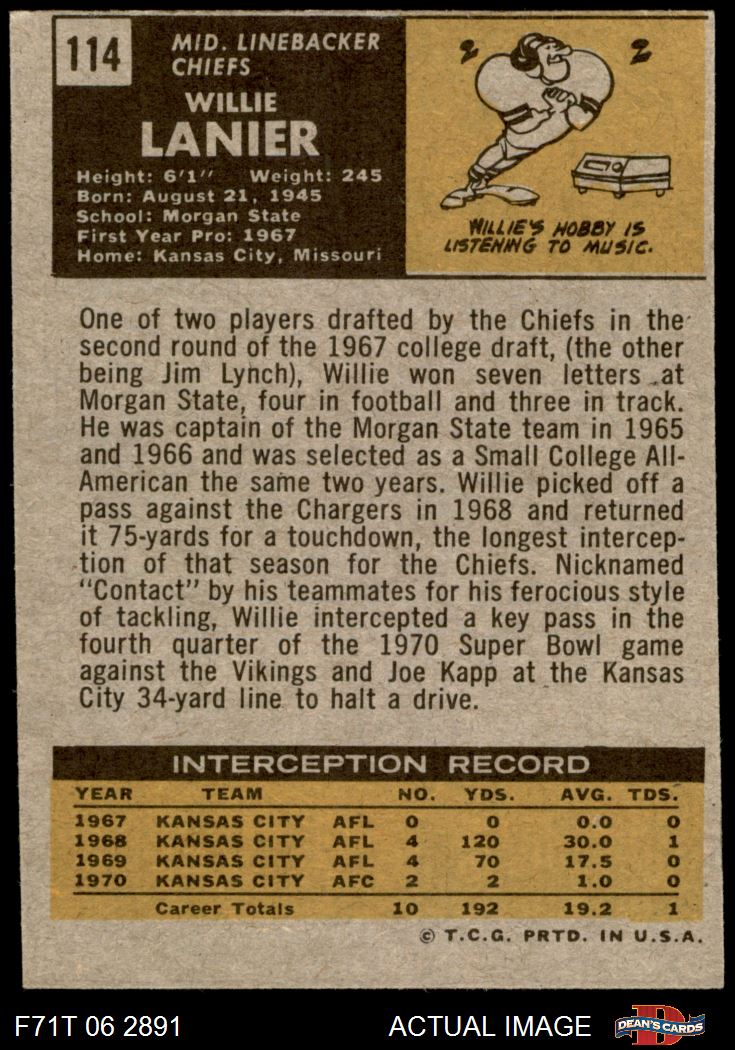 114
MID. LINEBACKER
CHIEFS
WILLIE
LANIER
Height: 6'1" Weight: 245
Born: August 21, 1945
School: Morgan State
First Year Pro: 1967
Home: Kansas City, Missouri
WILLIE'S HOBBY IS
LISTENING TO MUSIC.
One of two players drafted by the Chiefs in the
second round of the 1967 college draft, (the other
being Jim Lynch), Willie won seven letters at
Morgan State, four in football and three in track.
He was captain of the Morgan State team in 1965
and 1966 and was selected as a Small College All-
American the same two years. Willie picked off a
pass against the Chargers in 1968 and returned
it 75-yards for a touchdown, the longest intercep-
tion of that season for the Chiefs. Nicknamed
"Contact" by his teammates for his ferocious style
of tackling, Willie intercepted a key pass in the
fourth quarter of the 1970 Super Bowl game
against the Vikings and Joe Kapp at the Kansas
City 34-yard line to halt a drive.
INTERCEPTION RECORD
YEAR TEAM NO. YDS. AVG. TDS.
1967 KANSAS CITY AFL 0 0 0.0 0
1968 KANSAS CITY AFL 4 120 30.0 1
1969 KANSAS CITY AFL 4 70 17.5 0
1970 KANSAS CITY AFC 2 2 1.0 0
Career Totals 10 192 19.2 1
© T.C.G. PRTD. IN U.S.A.
F71T 06 2891 ACTUAL IMAGE D DEAN'S CARDS